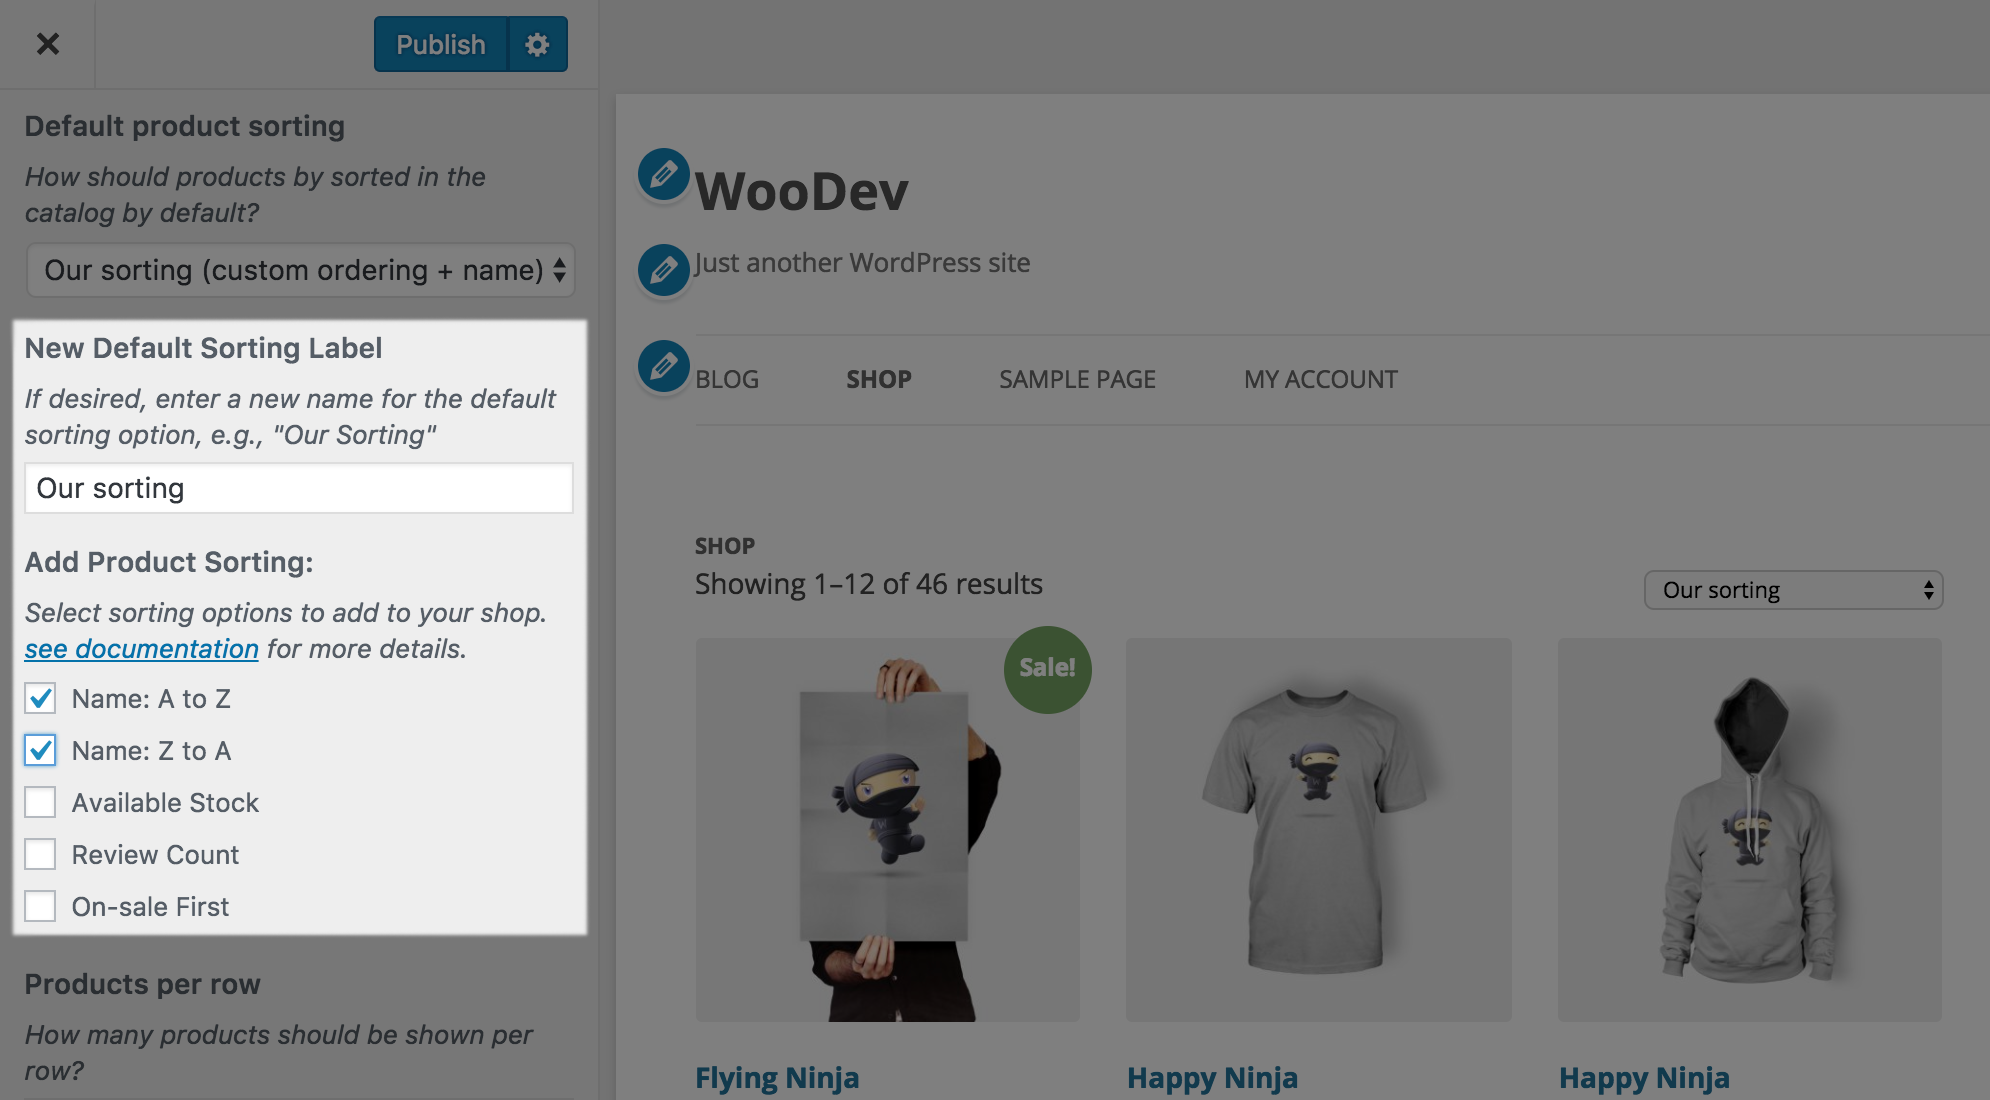 Publish
Default product sorting
How should products by sorted in the
catalog by default?
Our sorting (custom ordering + name)
New Default Sorting Label
If desired, enter a new name for the default
sorting option, e.g., "Our Sorting"
Our sorting
Add Product Sorting:
Select sorting options to add to your shop.
see documentation for more details.
Name: A to Z
Name: Z to A
Available Stock
Review Count
On-sale First
Products per row
How many products should be shown per
row?
WooDev
Just another WordPress site
BLOG SHOP SAMPLE PAGE MY ACCOUNT
SHOP
Showing 1–12 of 46 results
Our sorting
Sale!
Flying Ninja
Happy Ninja
Happy Ninja